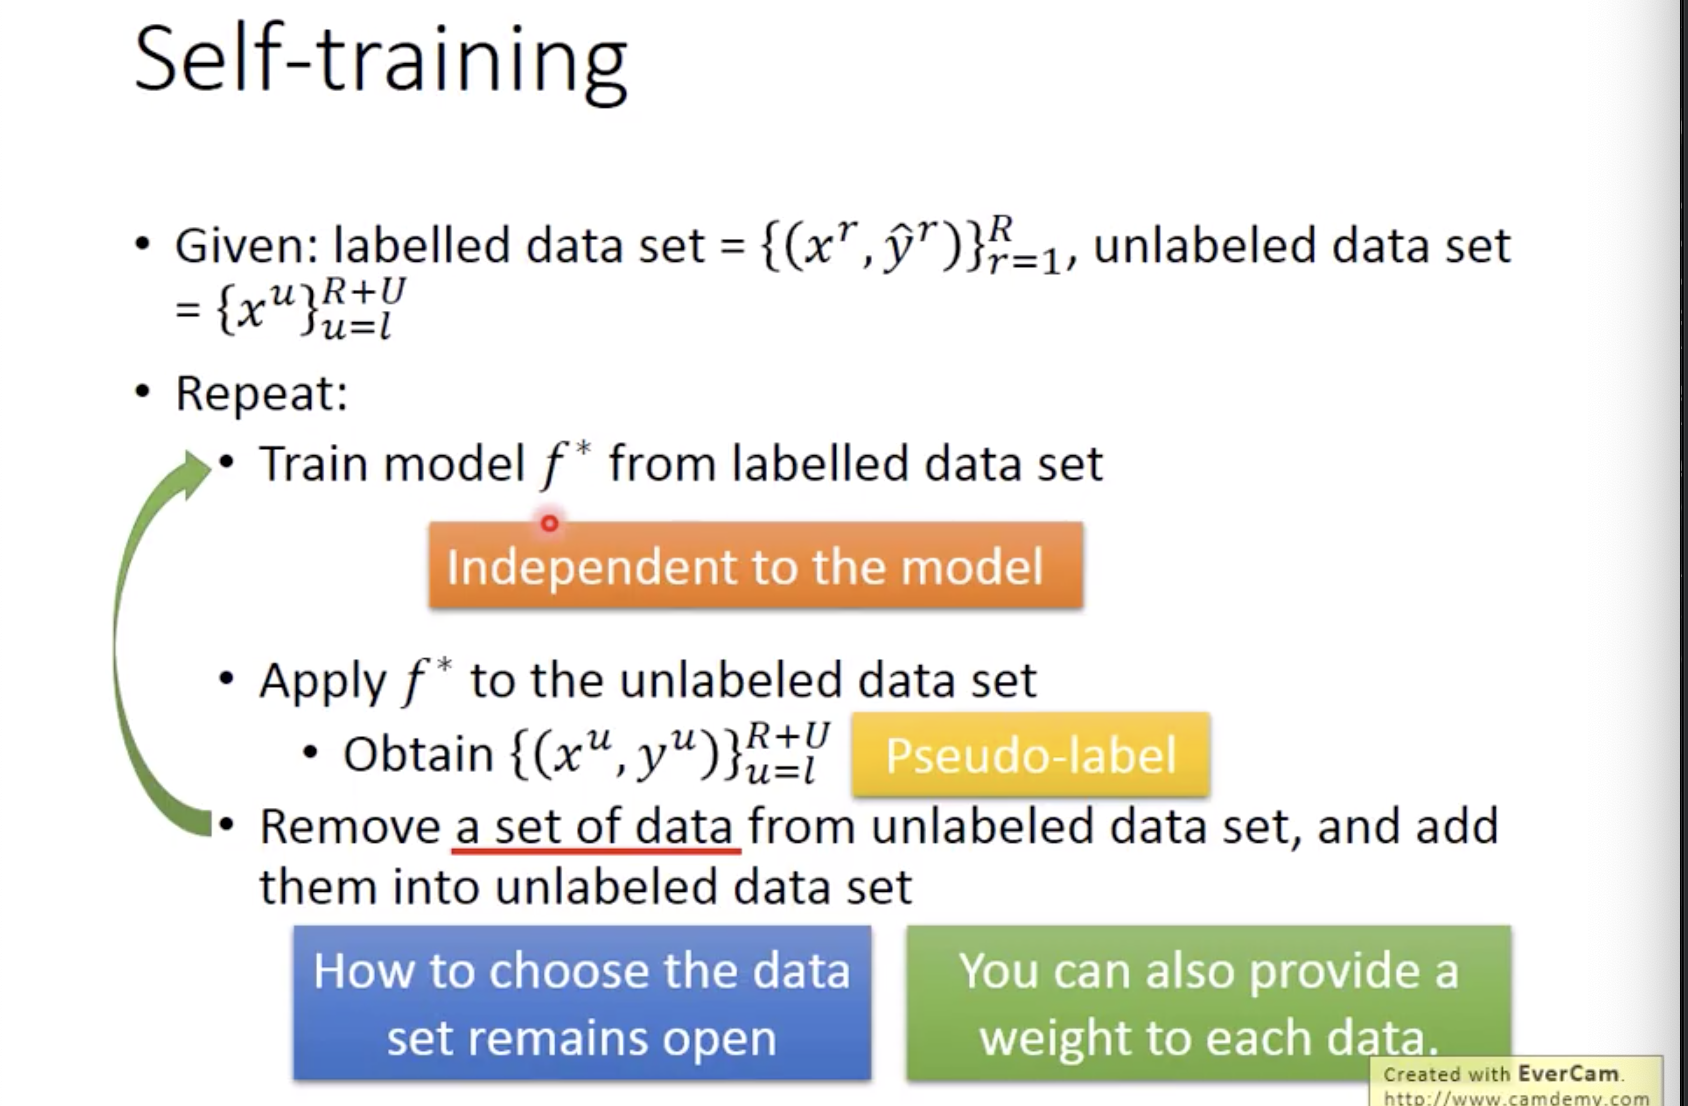 Self-training
• Given: labelled data set = {(x^r, ŷ^r)}_{r=1}^{R}, unlabeled data set
= {x^u}_{u=l}^{R+U}
• Repeat:
• Train model f* from labelled data set
Independent to the model
• Apply f* to the unlabeled data set
• Obtain {(x^u, y^u)}_{u=l}^{R+U} Pseudo-label
• Remove a set of data from unlabeled data set, and add
them into unlabeled data set
How to choose the data
set remains open
You can also provide a
weight to each data.
Created with EverCam.
http://www.camdemy.com